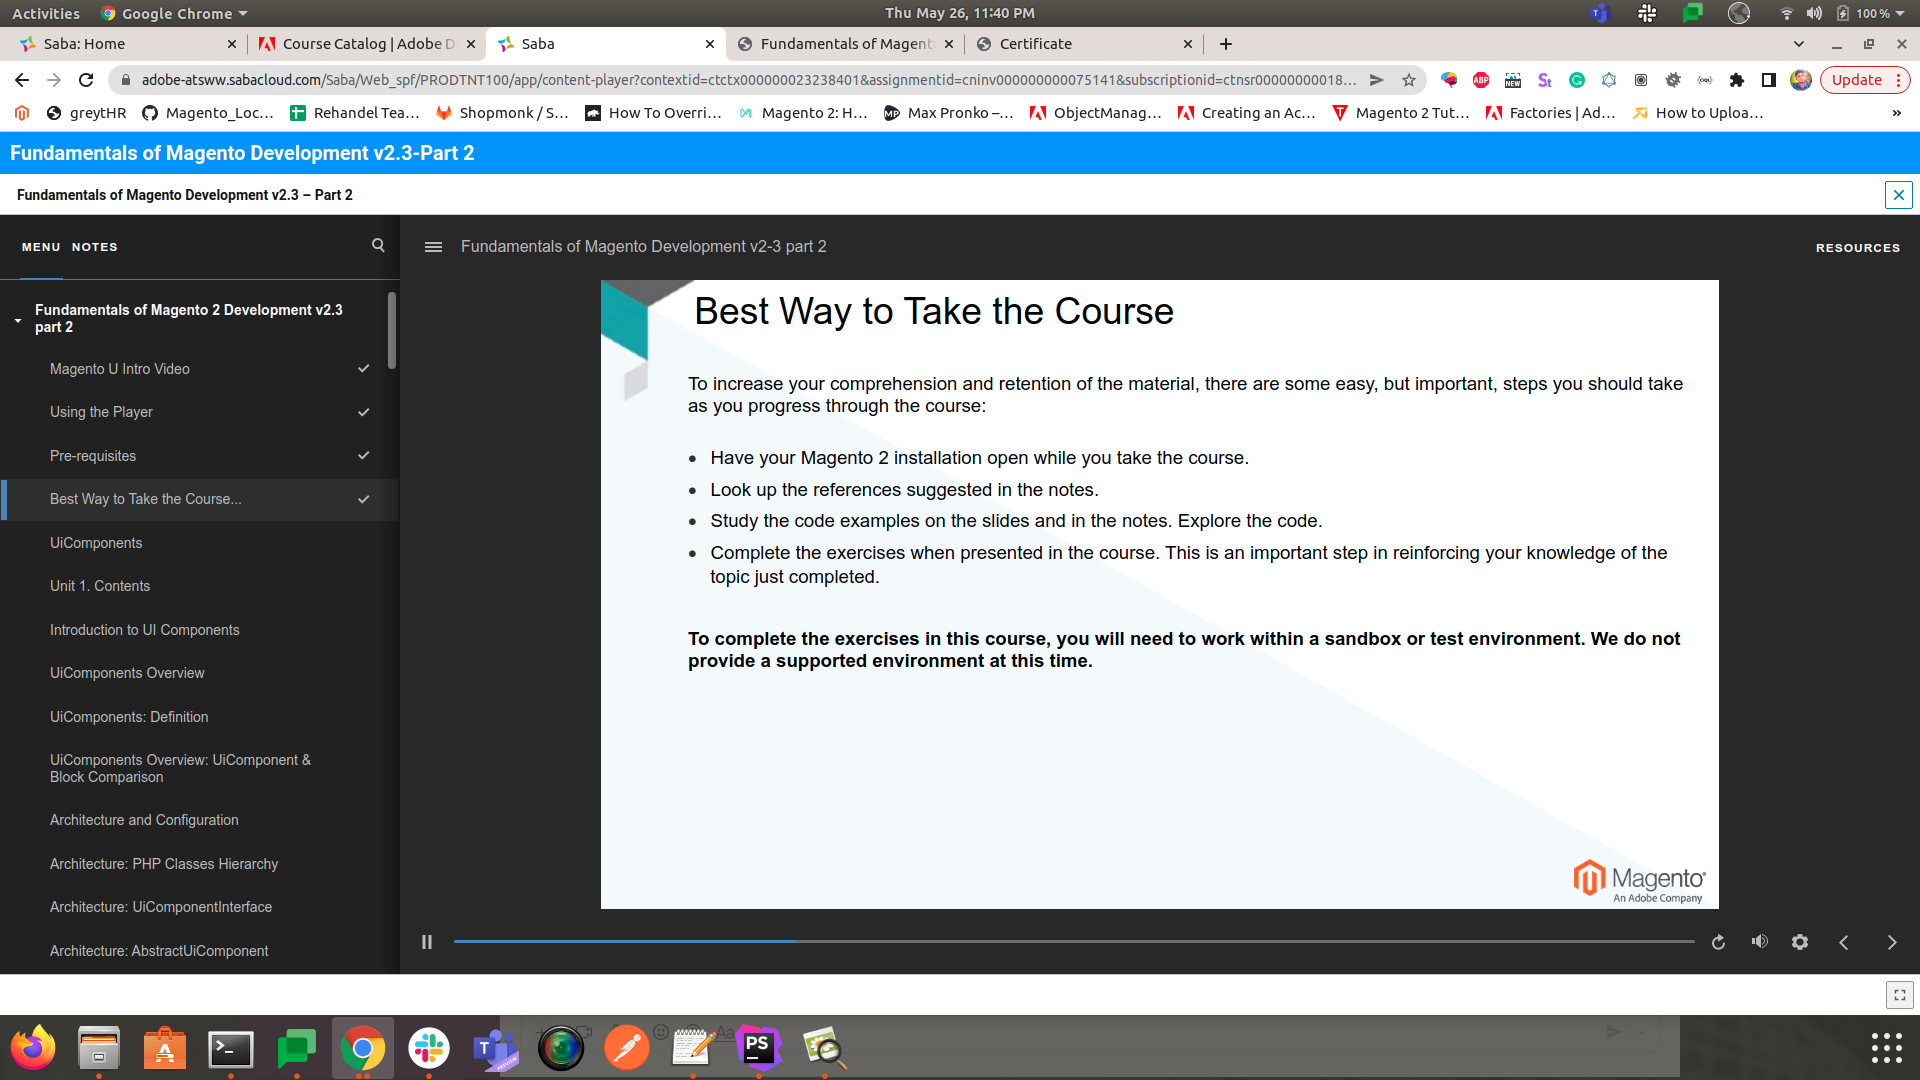 Activities
Google Chrome
Thu May 26, 11:40 PM
100 %
Saba: Home
Course Catalog | Adobe D
Saba
Fundamentals of Magent
Certificate
adobe-atsww.sabacloud.com/Saba/Web_spf/PRODTNT100/app/content-player?contextid=ctctx000000023238401&assignmentid=cninv000000000075141&subscriptionid=ctnsr00000000018...
ABP
NEW
Update
greytHR
Magento_Loc...
Rehandel Tea...
Shopmonk / S...
How To Overri...
Magento 2: H...
Max Pronko –...
ObjectManag...
Creating an Ac...
Magento 2 Tut...
Factories | Ad...
How to Uploa...
»
Fundamentals of Magento Development v2.3-Part 2
Fundamentals of Magento Development v2.3 – Part 2
MENU NOTES
Fundamentals of Magento Development v2-3 part 2
RESOURCES
Fundamentals of Magento 2 Development v2.3
part 2
Magento U Intro Video
Using the Player
Pre-requisites
Best Way to Take the Course...
UiComponents
Unit 1. Contents
Introduction to UI Components
UiComponents Overview
UiComponents: Definition
UiComponents Overview: UiComponent &
Block Comparison
Architecture and Configuration
Architecture: PHP Classes Hierarchy
Architecture: UiComponentInterface
Architecture: AbstractUiComponent
Best Way to Take the Course
To increase your comprehension and retention of the material, there are some easy, but important, steps you should take
as you progress through the course:
• Have your Magento 2 installation open while you take the course.
• Look up the references suggested in the notes.
• Study the code examples on the slides and in the notes. Explore the code.
• Complete the exercises when presented in the course. This is an important step in reinforcing your knowledge of the
topic just completed.
To complete the exercises in this course, you will need to work within a sandbox or test environment. We do not
provide a supported environment at this time.
Magento
An Adobe Company
PS